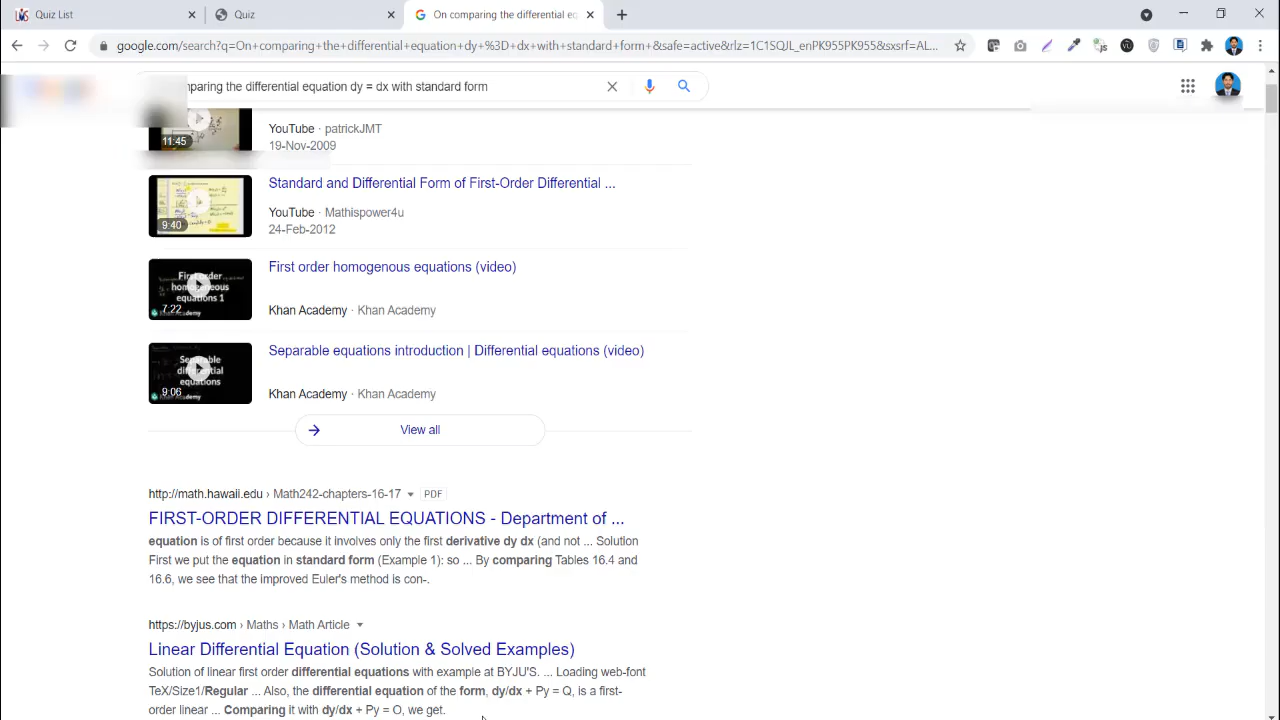 Quiz List
Quiz
On comparing the differential eq
google.com/search?q=On+comparing+the+differential+equation+dy+%3D+dx+with+standard+form+&safe=active&rlz=1C1SQJL_enPK955PK955&sxsrf=AL...
paring the differential equation dy = dx with standard form
11:45
YouTube · patrickJMT
19-Nov-2009
Standard and Differential Form of First-Order Differential ...
9:40
YouTube · Mathispower4u
24-Feb-2012
First order homogenous equations (video)
First order
homogeneous
equations 1
7:22
Khan Academy · Khan Academy
Separable equations introduction | Differential equations (video)
Separable
differential
equations
9:06
Khan Academy · Khan Academy
View all
http://math.hawaii.edu › Math242-chapters-16-17
PDF
FIRST-ORDER DIFFERENTIAL EQUATIONS - Department of ...
equation is of first order because it involves only the first derivative dy dx (and not ... Solution
First we put the equation in standard form (Example 1): so ... By comparing Tables 16.4 and
16.6, we see that the improved Euler's method is con-.
https://byjus.com › Maths › Math Article
Linear Differential Equation (Solution & Solved Examples)
Solution of linear first order differential equations with example at BYJU'S. ... Loading web-font
TeX/Size1/Regular ... Also, the differential equation of the form, dy/dx + Py = Q, is a first-
order linear ... Comparing it with dy/dx + Py = O, we get.